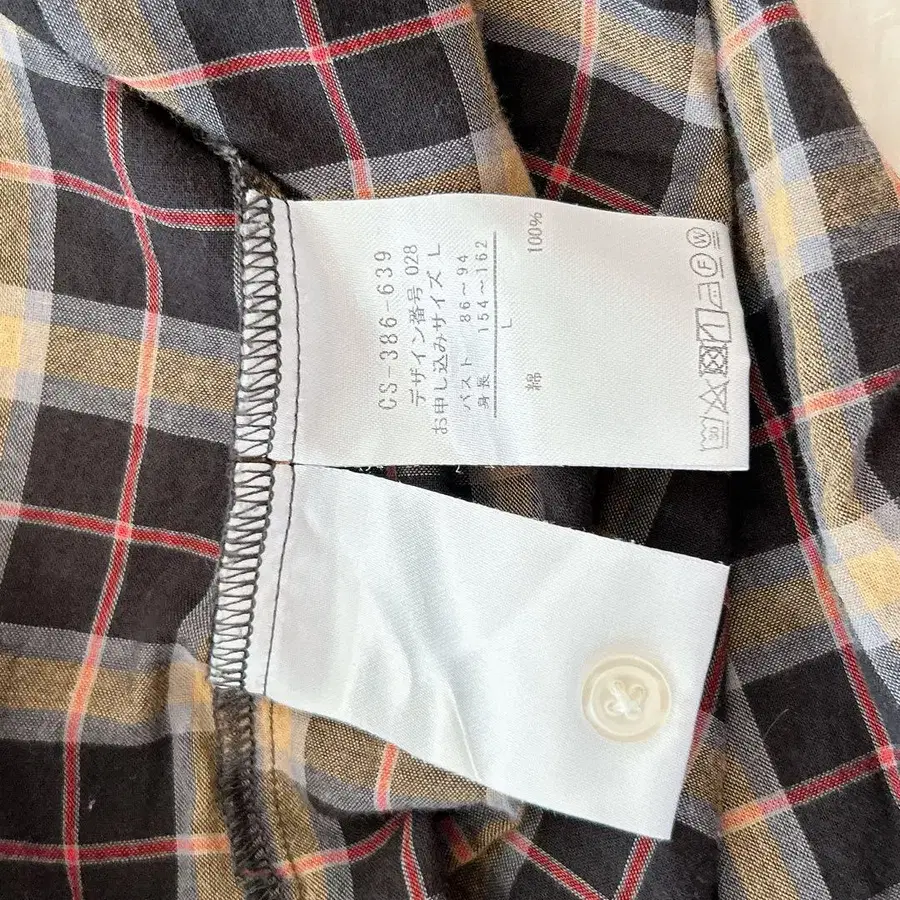 CS-386-639
デザイン番号 028
お申し込みサイズ L
バスト 86～94
身長 154～162
L
綿 100%
30
F
W